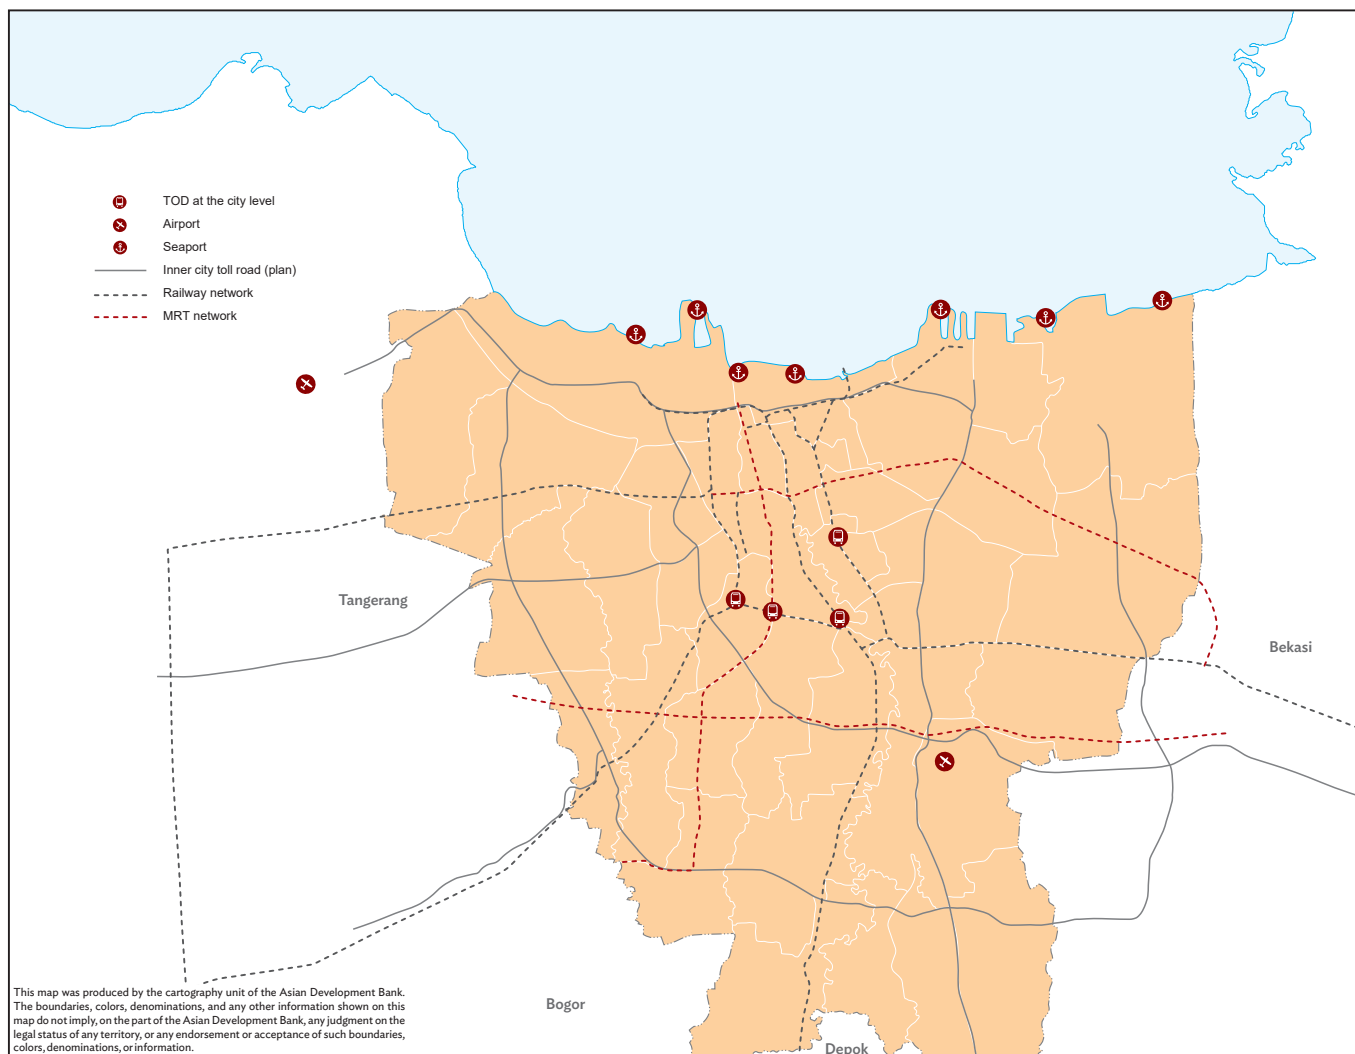 TOD at the city level
Airport
Seaport
Inner city toll road (plan)
Railway network
MRT network
Tangerang
Bekasi
Bogor
Depok
This map was produced by the cartography unit of the Asian Development Bank.
The boundaries, colors, denominations, and any other information shown on this
map do not imply, on the part of the Asian Development Bank, any judgment on the
legal status of any territory, or any endorsement or acceptance of such boundaries,
colors, denominations, or information.